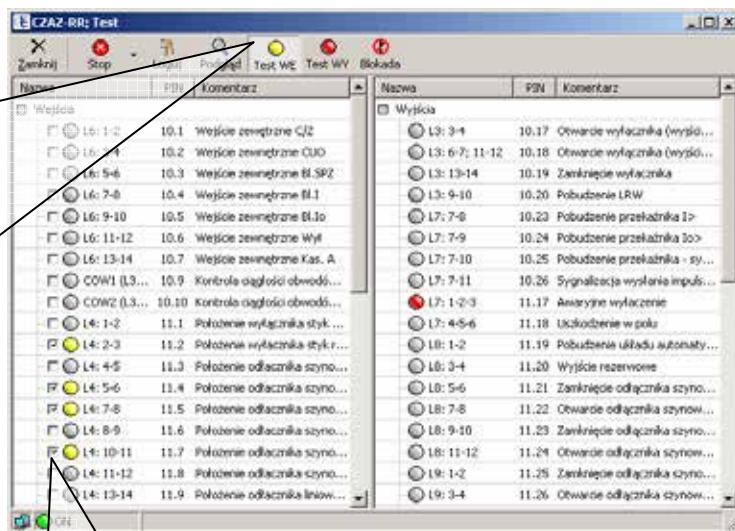 CZAZ-RR; Test
Zamknij Stop Podgląd Test WE Test WY Blokada
Nazwa PIN Komentarz
Wejścia
L6: 1-2 10.1 Wejście zewnętrzne C/Z
L6: 3-4 10.2 Wejście zewnętrzne CUO
L6: 5-6 10.3 Wejście zewnętrzne Bl.SPZ
L6: 7-8 10.4 Wejście zewnętrzne Bl.I
L6: 9-10 10.5 Wejście zewnętrzne Bl.Io
L6: 11-12 10.6 Wejście zewnętrzne Wył
L6: 13-14 10.7 Wejście zewnętrzne Kas. A
COW1 (L3... 10.9 Kontrola ciągłości obwodó...
COW2 (L3... 10.10 Kontrola ciągłości obwodó...
L4: 1-2 11.1 Położenie wyłącznika styk ...
L4: 2-3 11.2 Położenie wyłącznika styk r...
L4: 4-5 11.3 Położenie odłącznika szyno...
L4: 5-6 11.4 Położenie odłącznika szyno...
L4: 7-8 11.5 Położenie odłącznika szyno...
L4: 8-9 11.6 Położenie odłącznika szyno...
L4: 10-11 11.7 Położenie odłącznika szyno...
L4: 11-12 11.8 Położenie odłącznika szyno...
L4: 13-14 11.9 Położenie odłącznika liniow...
Nazwa PIN Komentarz
Wyjścia
L3: 3-4 10.17 Otwarcie wyłącznika (wyjści...
L3: 6-7; 11-12 10.18 Otwarcie wyłącznika (wyjści...
L3: 13-14 10.19 Zamknięcie wyłącznika
L3: 9-10 10.20 Pobudzenie LRW
L7: 7-8 10.23 Pobudzenie przekaźnika I>
L7: 7-9 10.24 Pobudzenie przekaźnika Io>
L7: 7-10 10.25 Pobudzenie przekaźnika - sy...
L7: 7-11 10.26 Sygnalizacja wysłania impuls...
L7: 1-2-3 11.17 Awaryjne wyłączenie
L7: 4-5-6 11.18 Uszkodzenie w polu
L8: 1-2 11.19 Pobudzenie układu automaty...
L8: 3-4 11.20 Wyjście rezerwowe
L8: 5-6 11.21 Zamknięcie odłącznika szyno...
L8: 7-8 11.22 Otwarcie odłącznika szynow...
L8: 9-10 11.23 Zamknięcie odłącznika szyno...
L8: 11-12 11.24 Otwarcie odłącznika szynow...
L9: 1-2 11.25 Zamknięcie odłącznika szyno...
L9: 3-4 11.26 Otwarcie odłącznika szynow...
ON